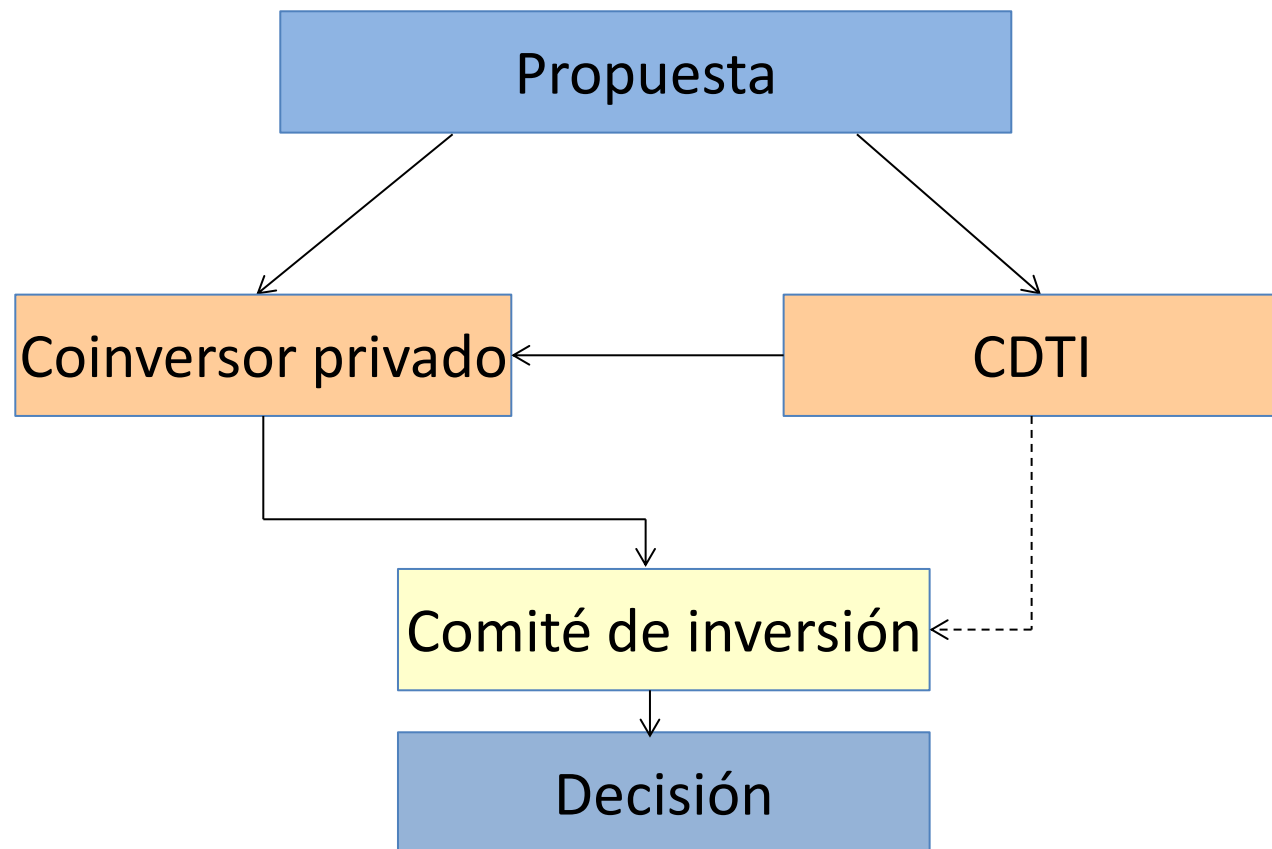 Propuesta
Coinversor privado
CDTI
Comité de inversión
Decisión